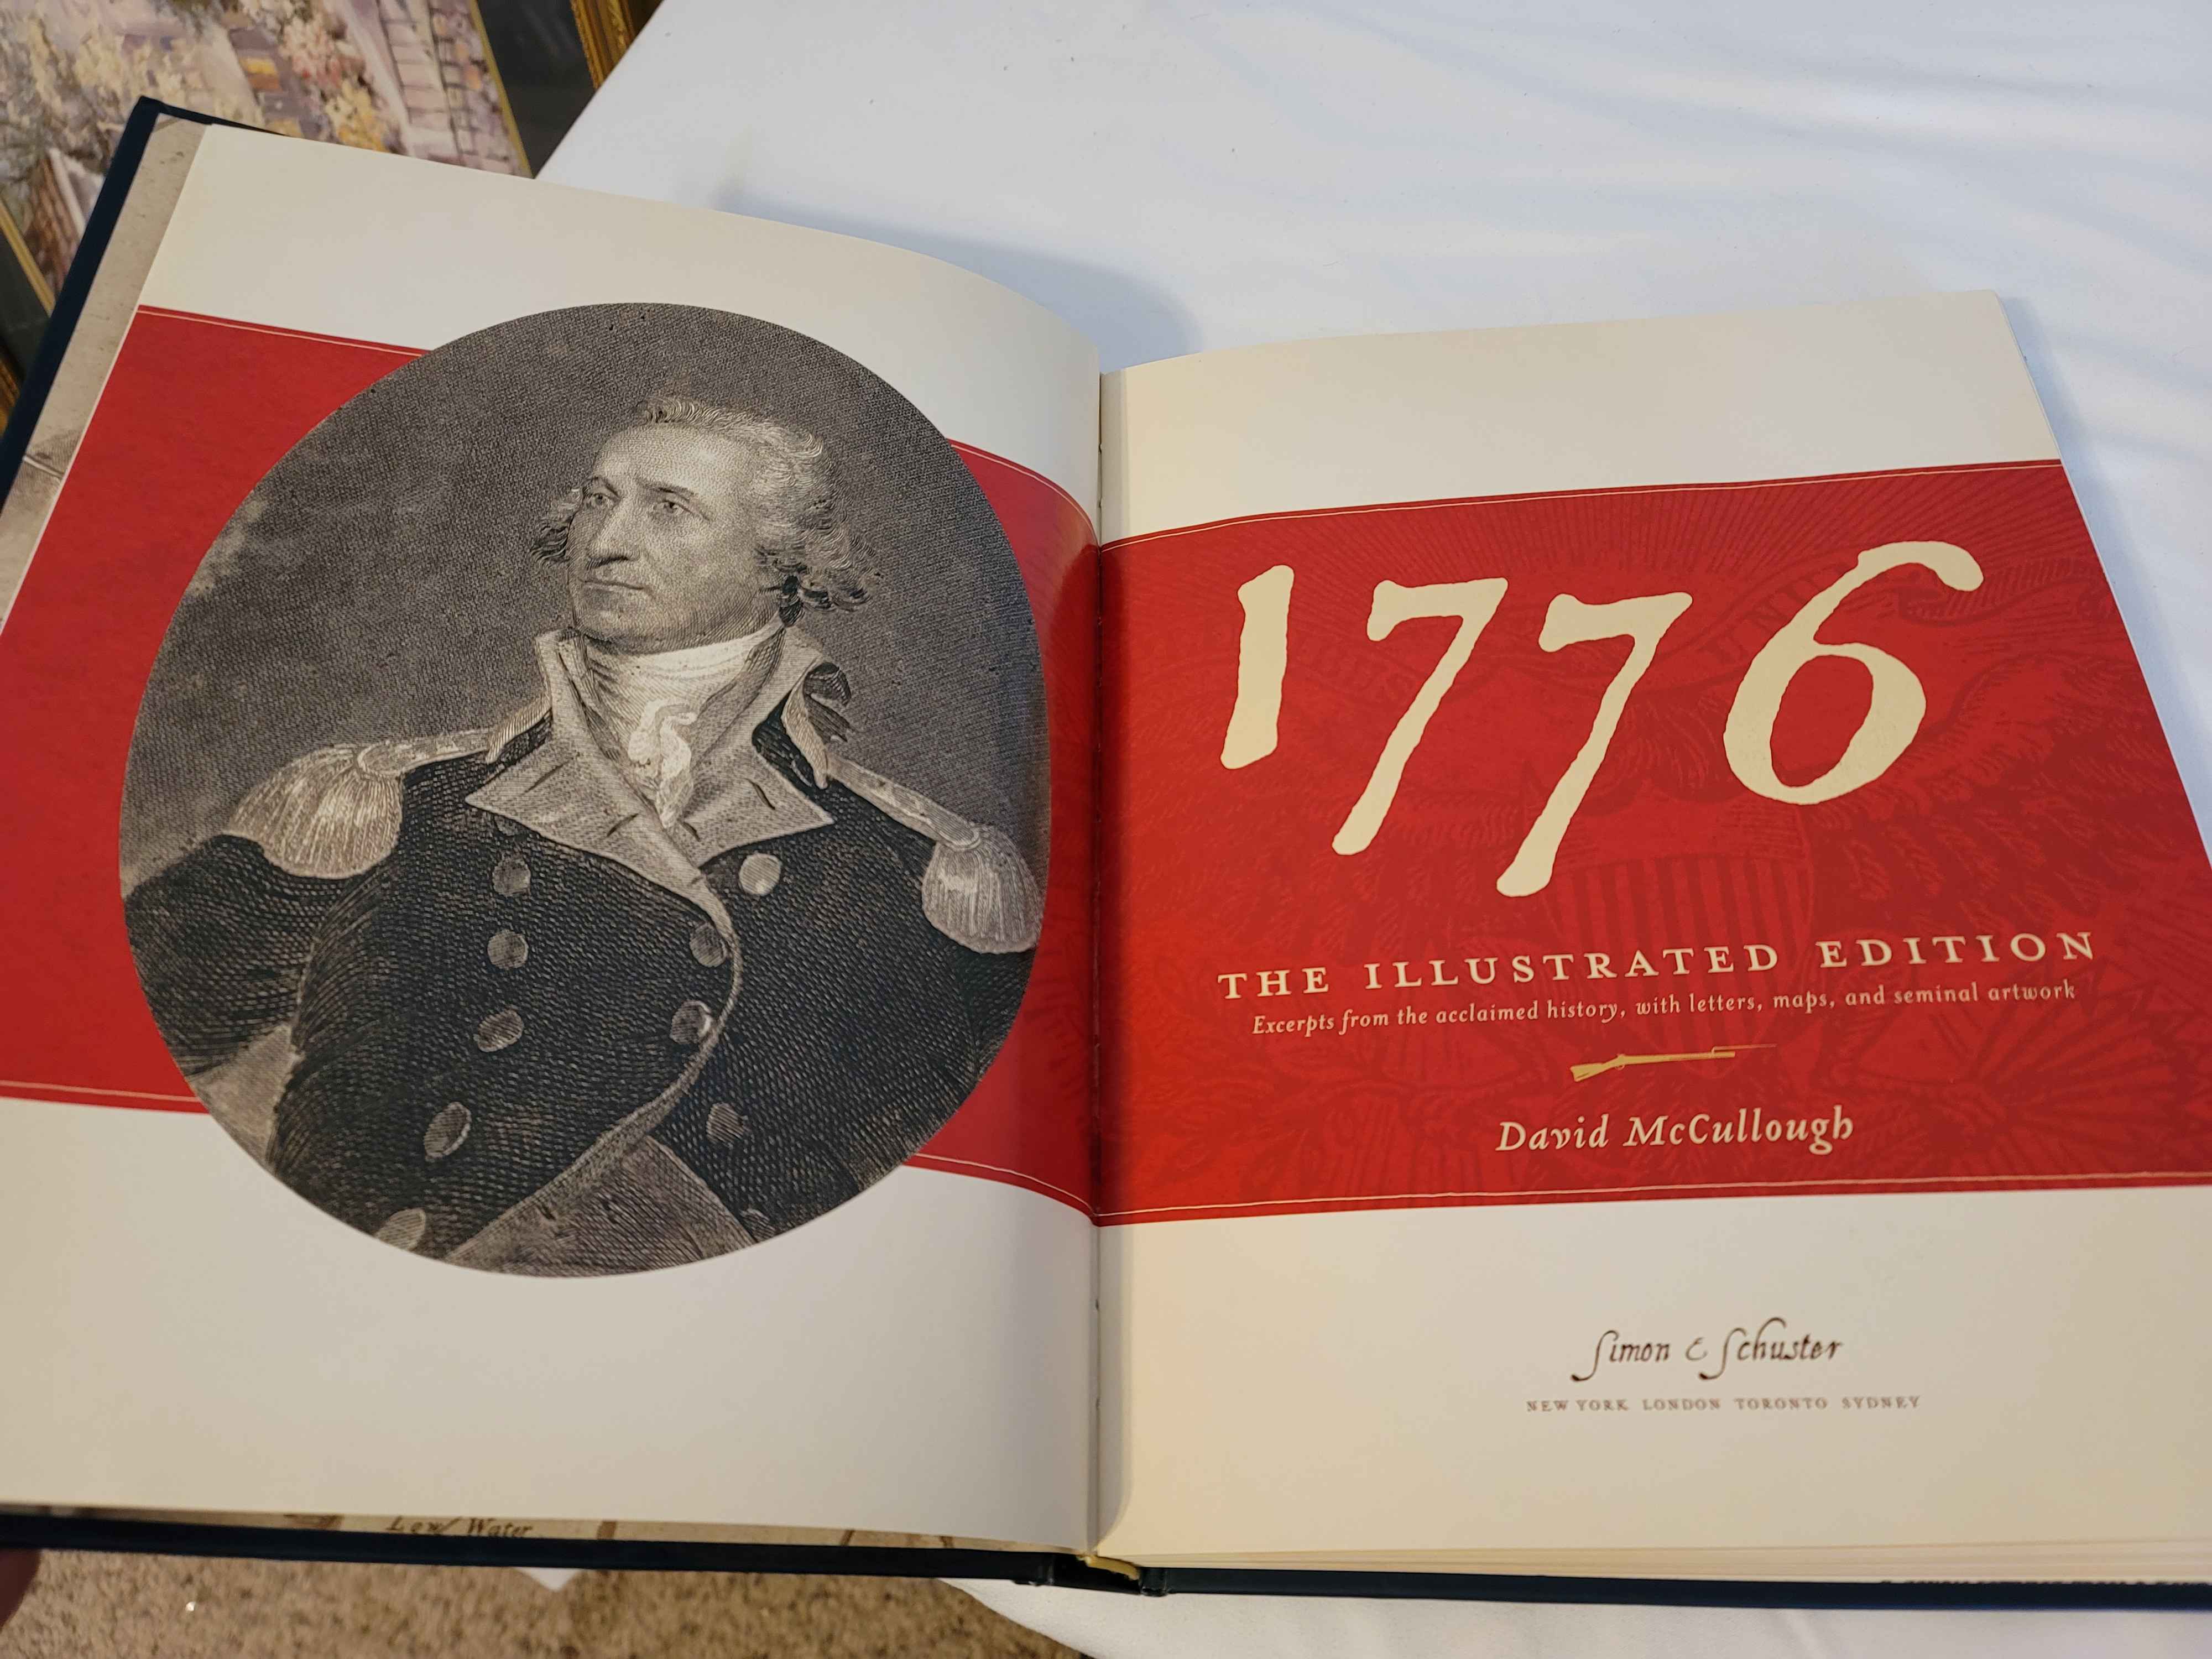 1776
THE ILLUSTRATED EDITION
Excerpts from the acclaimed history, with letters, maps, and seminal artwork
David McCullough
Simon & Schuster
NEW YORK LONDON TORONTO SYDNEY
Low Water